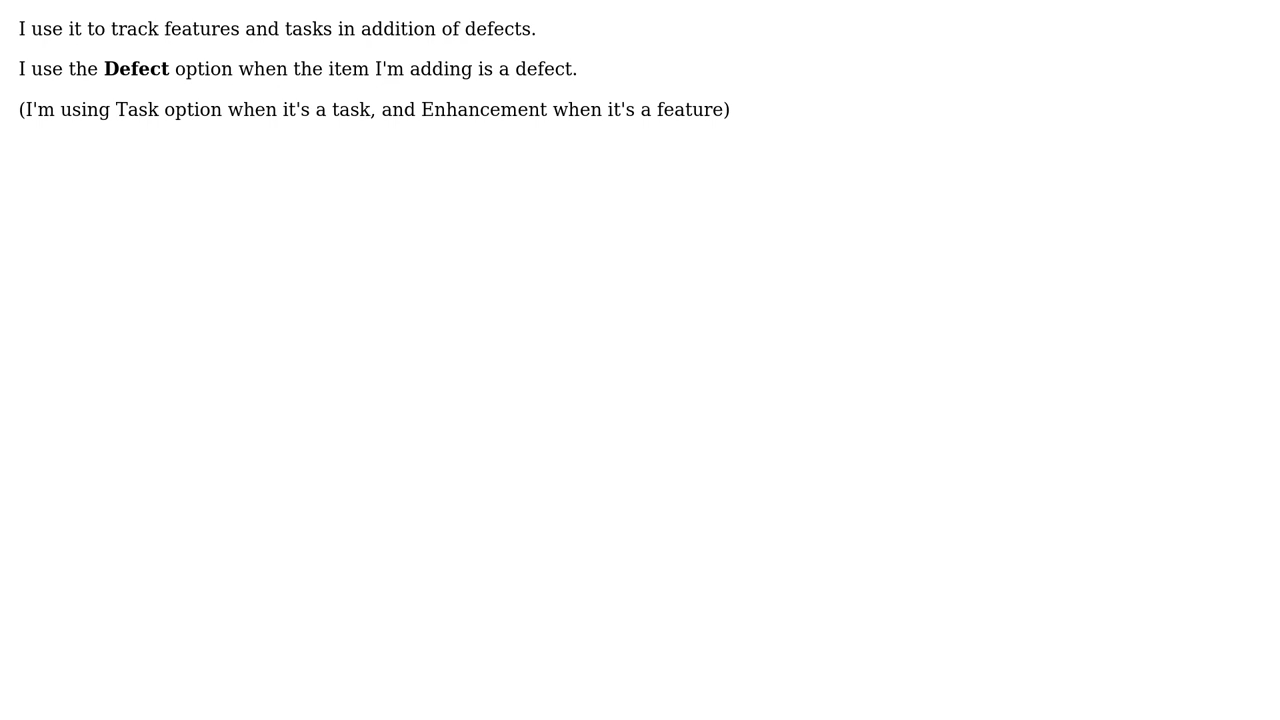 I use it to track features and tasks in addition of defects.
I use the Defect option when the item I'm adding is a defect.
(I'm using Task option when it's a task, and Enhancement when it's a feature)